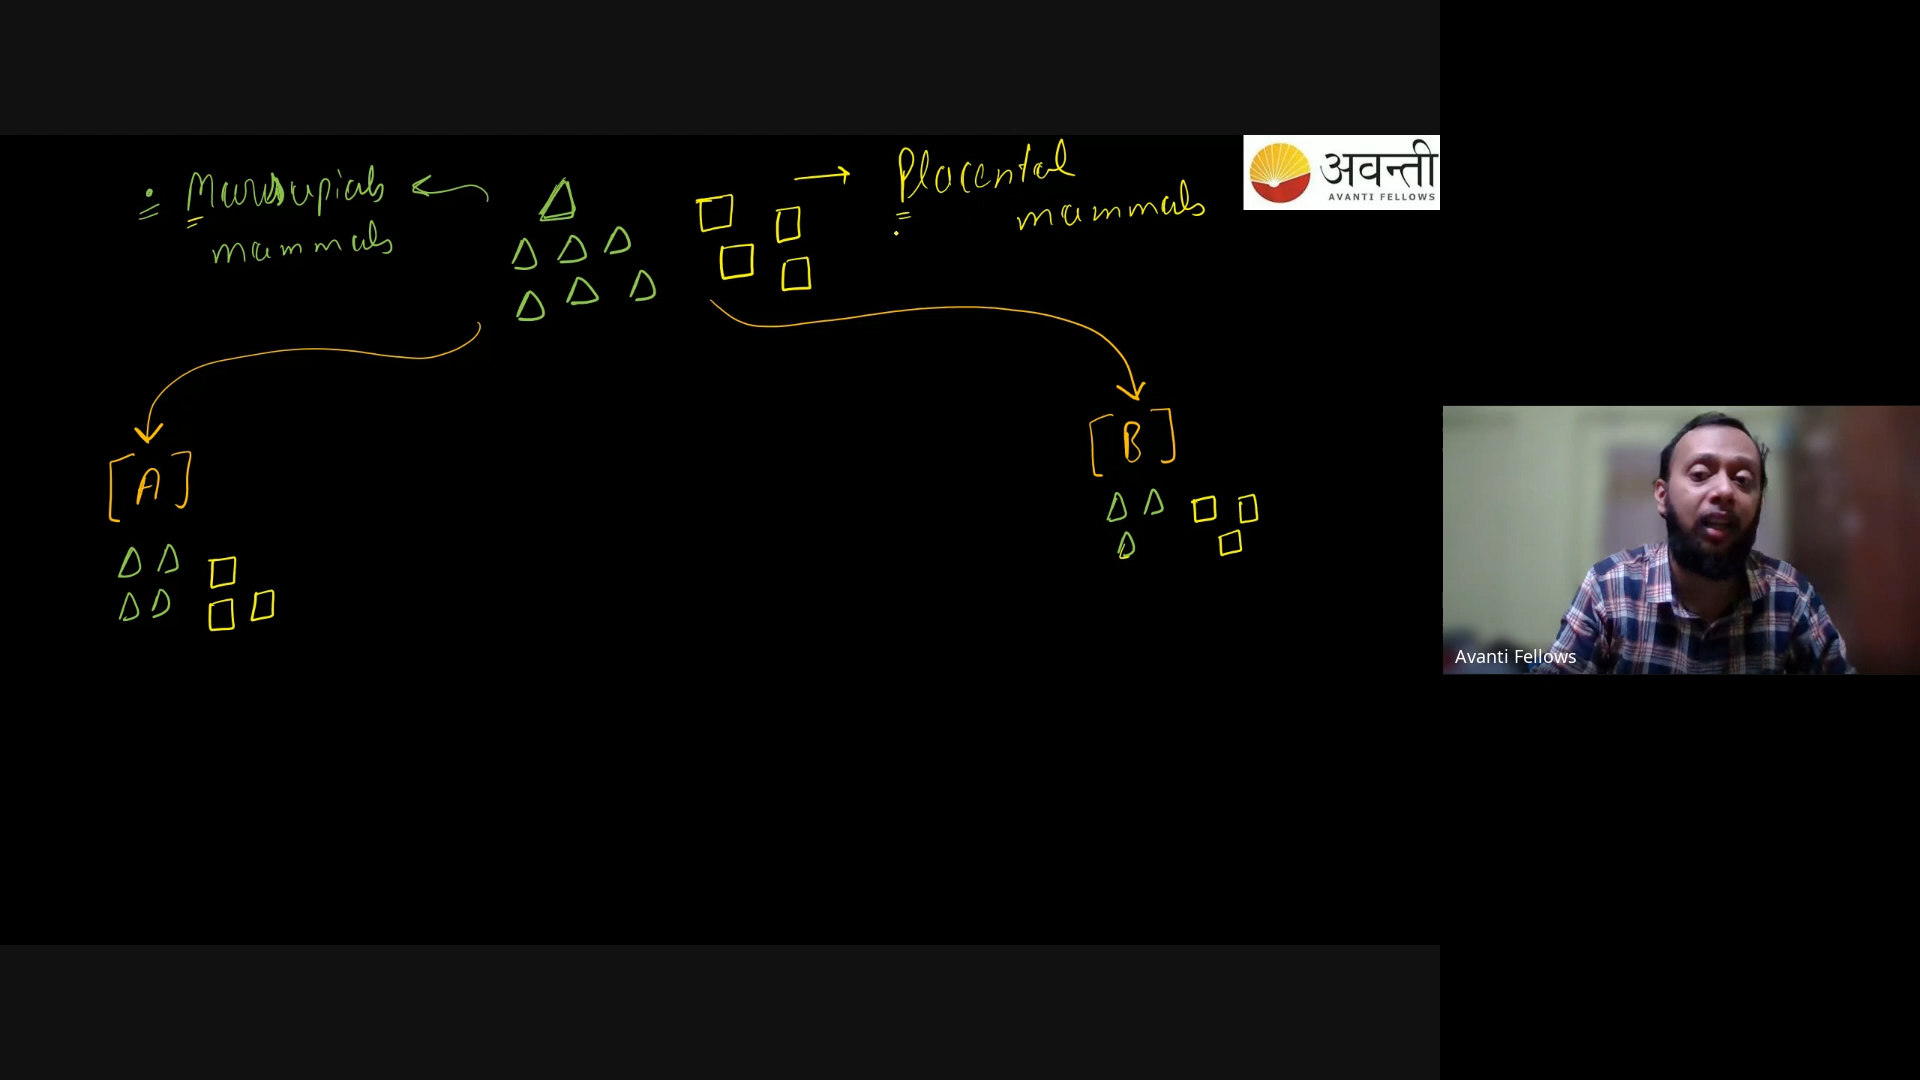 Marsupials
mammals
Placental
mammals
अवन्ती
AVANTI FELLOWS
[A]
[B]
Avanti Fellows